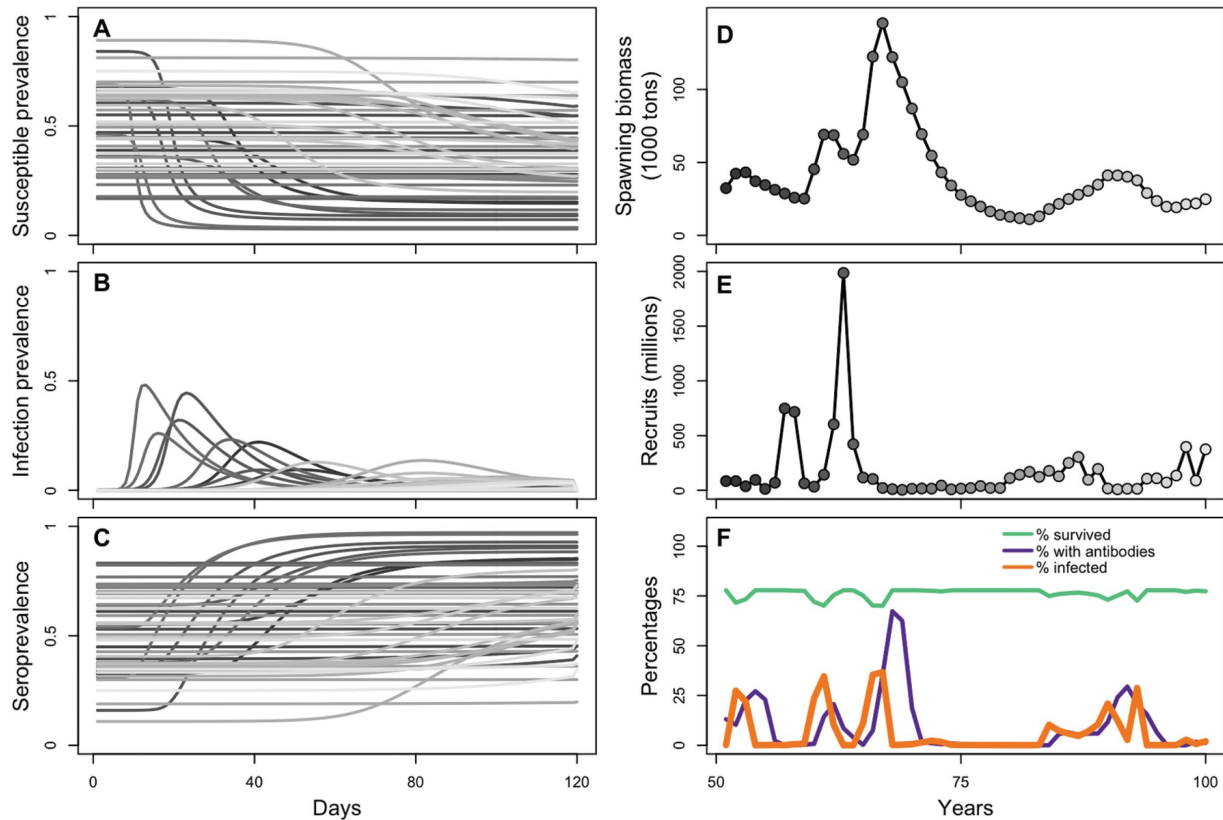 A
Susceptible prevalence
1
0.5
0
B
Infection prevalence
1
0.5
0
C
Seroprevalence
1
0.5
0
0
40
80
120
Days
D
Spawning biomass
(1000 tons)
100
50
0
E
Recruits (millions)
2000
1500
1000
500
0
F
% survived
% with antibodies
% infected
Percentages
100
75
50
25
0
50
75
100
Years